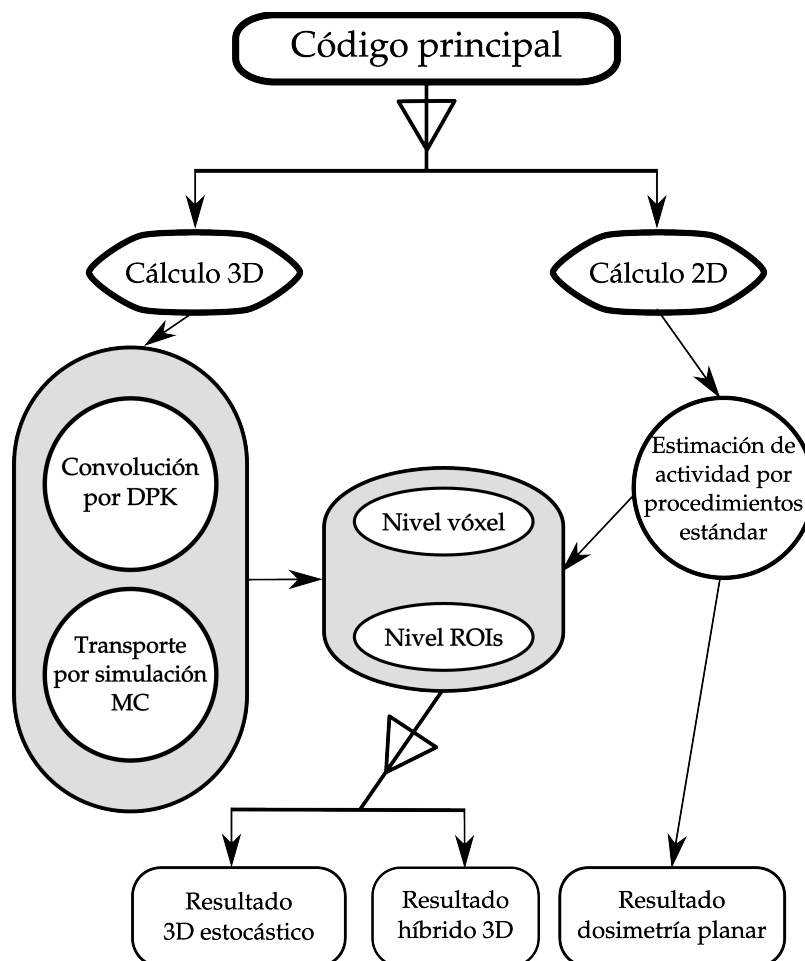 Código principal
Cálculo 3D
Cálculo 2D
Convolución
por DPK
Transporte
por simulación
MC
Nivel vóxel
Nivel ROIs
Estimación de
actividad por
procedimientos
estándar
Resultado
3D estocástico
Resultado
híbrido 3D
Resultado
dosimetría planar